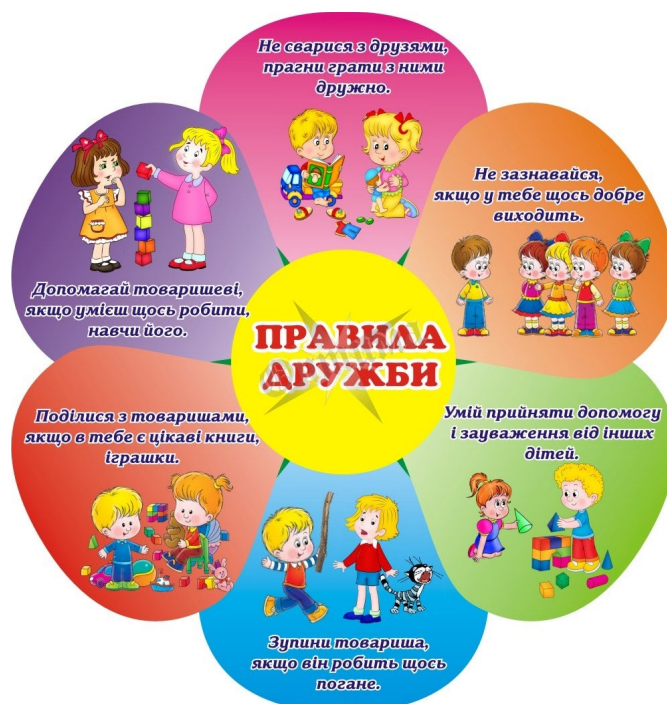 ПРАВИЛА
ДРУЖБИ
Не сварися з друзями,
прагни грати з ними
дружно.
Не зазнавайся,
якщо у тебе щось добре
виходить.
Умій прийняти допомогу
і зауваження від інших
дітей.
Зупини товариша,
якщо він робить щось
погане.
Поділися з товаришами,
якщо в тебе є цікаві книги,
іграшки.
Допомагай товаришеві,
якщо умієш щось робити,
навчи його.